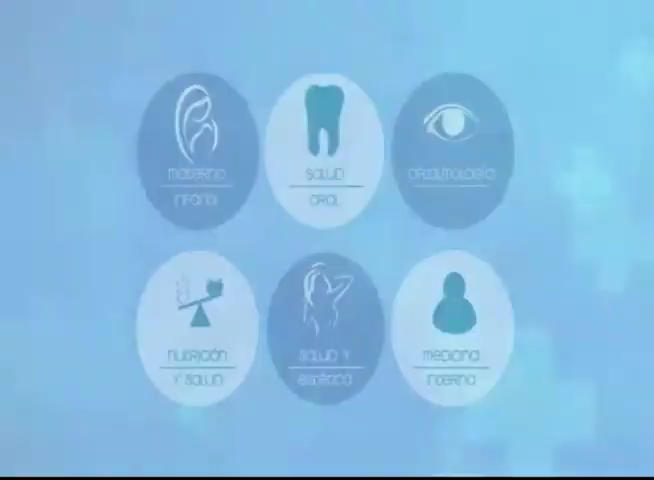 materno
infantil
salud
oral
oftalmología
nutrición
y salud
salud y
estética
medicina
interna